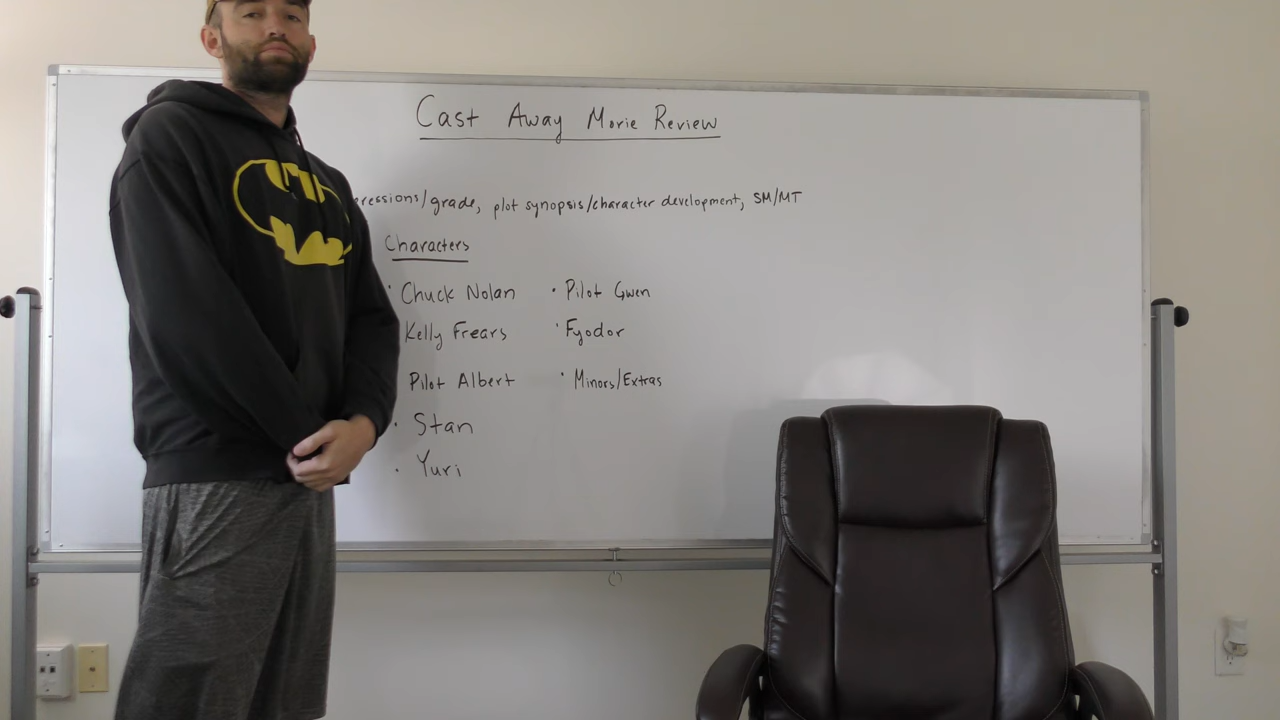 Cast Away Movie Review
ressions/grade, plot synopsis/character development, SM/MT
Characters
· Chuck Nolan · Pilot Gwen
Kelly Frears · Fyodor
Pilot Albert · Minors/Extras
· Stan
· Yuri